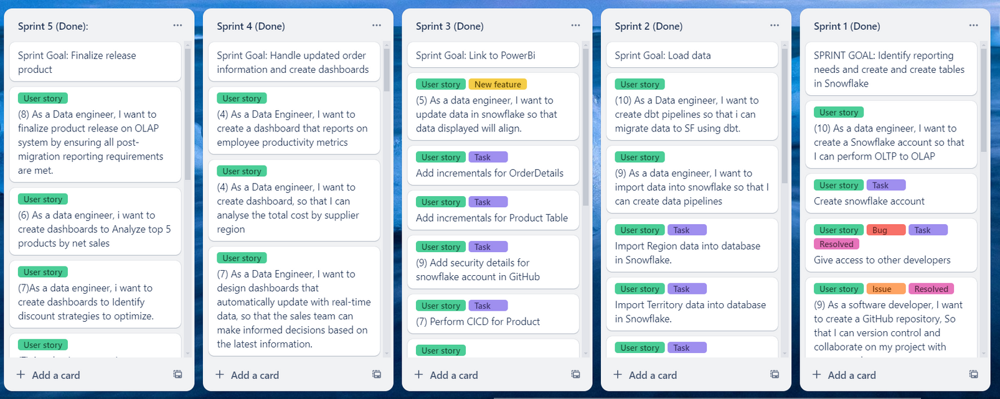 Sprint 5 (Done):
Sprint Goal: Finalize release
product
User story
(8) As a Data engineer, I want to
finalize product release on OLAP
system by ensuring all post-
migration reporting requirements
are met.
User story
(6) As a data engineer, i want to
create dashboards to Analyze top 5
products by net sales
User story
(7)As a data engineer, i want to
create dashboards to Identify
discount strategies to optimize.
User story
+ Add a card
Sprint 4 (Done)
Sprint Goal: Handle updated order
information and create dashboards
User story
(4) As a Data Engineer, I want to
create a dashboard that reports on
employee productivity metrics
User story
(4) As a Data engineer, I want to
create dashboard, so that I can
analyse the total cost by supplier
region
User story
(7) As a Data Engineer, I want to
design dashboards that
automatically update with real-time
data, so that the sales team can
make informed decisions based on
the latest information.
+ Add a card
Sprint 3 (Done)
Sprint Goal: Link to PowerBi
User story New feature
(5) As a data engineer, I want to
update data in snowflake so that
data displayed will align.
User story Task
Add incrementals for OrderDetails
User story Task
Add incrementals for Product Table
User story Task
(9) Add security details for
snowflake account in GitHub
User story Task
(7) Perform CICD for Product
User story
+ Add a card
Sprint 2 (Done)
Sprint Goal: Load data
User story
(10) As a Data engineer, I want to
create dbt pipelines so that i can
migrate data to SF using dbt.
User story
(9) As a data engineer, I want to
import data into snowflake so that I
can create data pipelines
User story Task
Import Region data into database
in Snowflake.
User story Task
Import Territory data into database
in Snowflake.
User story Task
+ Add a card
Sprint 1 (Done)
SPRINT GOAL: Identify reporting
needs and create and create tables
in Snowflake
User story
(10) As a data engineer, I want to
create a Snowflake account so that
I can perform OLTP to OLAP
User story Task
Create snowflake account
User story Bug Task
Resolved
Give access to other developers
User story Issue Resolved
(9) As a software developer, I want
to create a GitHub repository, So
that I can version control and
collaborate on my project with
+ Add a card